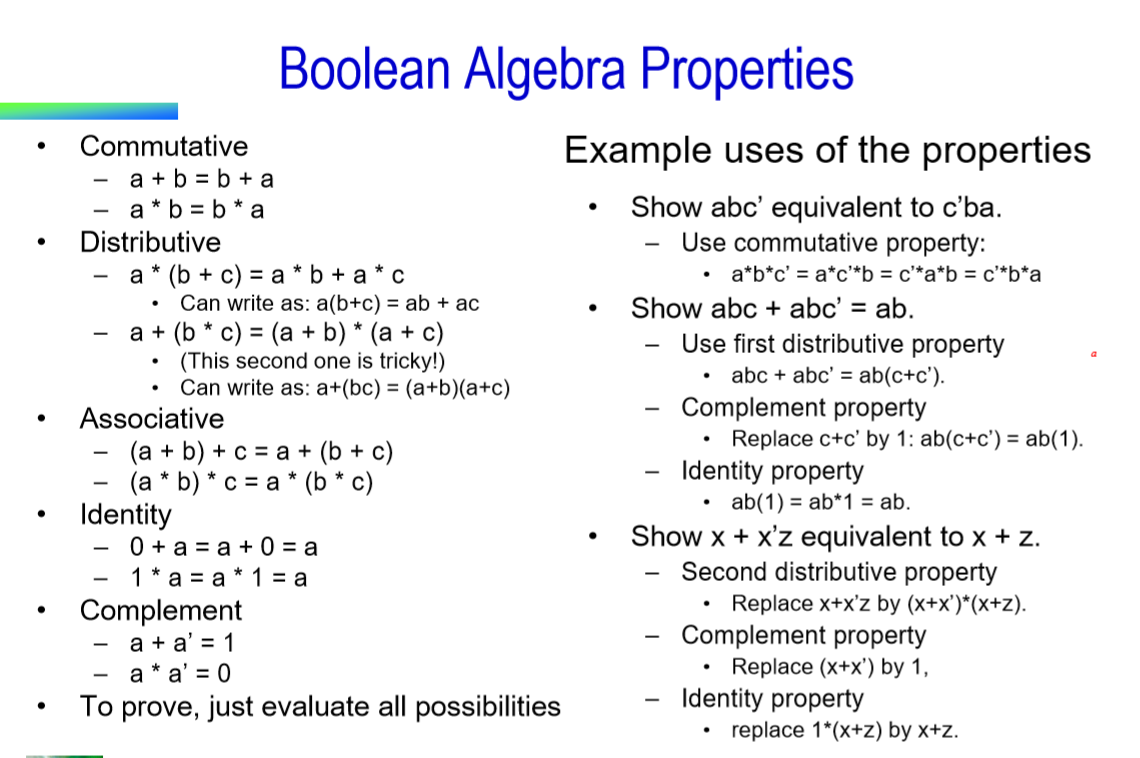 Boolean Algebra Properties
• Commutative
– a + b = b + a
– a * b = b * a
• Distributive
– a * (b + c) = a * b + a * c
• Can write as: a(b+c) = ab + ac
– a + (b * c) = (a + b) * (a + c)
• (This second one is tricky!)
• Can write as: a+(bc) = (a+b)(a+c)
• Associative
– (a + b) + c = a + (b + c)
– (a * b) * c = a * (b * c)
• Identity
– 0 + a = a + 0 = a
– 1 * a = a * 1 = a
• Complement
– a + a’ = 1
– a * a’ = 0
• To prove, just evaluate all possibilities
Example uses of the properties
• Show abc’ equivalent to c’ba.
– Use commutative property:
• a*b*c’ = a*c’*b = c’*a*b = c’*b*a
• Show abc + abc’ = ab.
– Use first distributive property
• abc + abc’ = ab(c+c’).
– Complement property
• Replace c+c’ by 1: ab(c+c’) = ab(1).
– Identity property
• ab(1) = ab*1 = ab.
• Show x + x’z equivalent to x + z.
– Second distributive property
• Replace x+x’z by (x+x’)*(x+z).
– Complement property
• Replace (x+x’) by 1,
– Identity property
• replace 1*(x+z) by x+z.
a